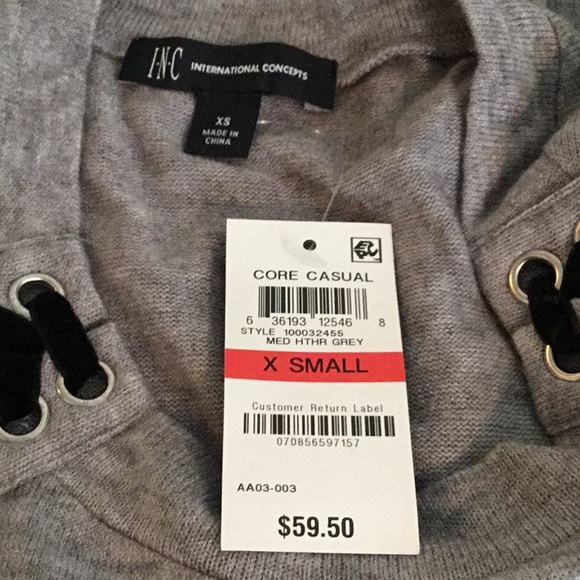 I·N·C INTERNATIONAL CONCEPTS
XS
MADE IN
CHINA
CORE CASUAL
6 36193 12546 8
STYLE 100032455
MED HTHR GREY
X SMALL
Customer Return Label
070856597157
AA03-003
$59.50